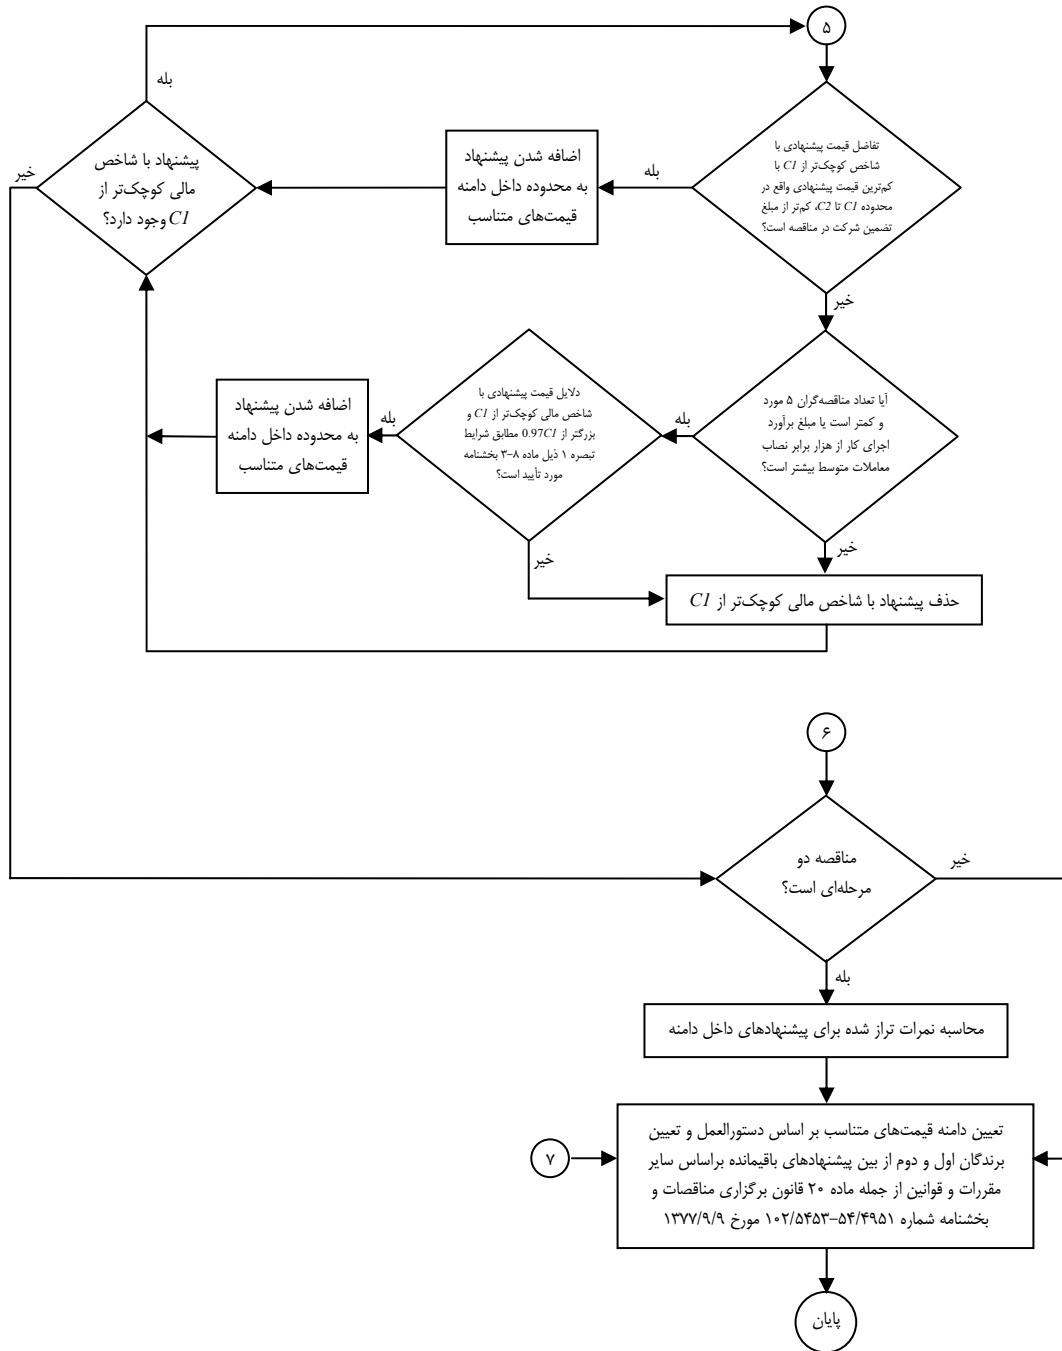 ۵
تفاضل قیمت پیشنهادی با
شاخص کوچک‌تر از C1 با
کم‌ترین قیمت پیشنهادی واقع در
محدوده C1 تا C2، کم‌تر از مبلغ
تضمین شرکت در مناقصه است؟
بله
اضافه شدن پیشنهاد
به محدوده داخل دامنه
قیمت‌های متناسب
پیشنهاد با شاخص
مالی کوچک‌تر از
C1 وجود دارد؟
بله
خیر
خیر
آیا تعداد مناقصه‌گران ۵ مورد
و کمتر است یا مبلغ برآورد
اجرای کار از هزار برابر نصاب
معاملات متوسط بیشتر است؟
بله
دلایل قیمت پیشنهادی با
شاخص مالی کوچک‌تر از C1 و
بزرگتر از 0.97C1 مطابق شرایط
تبصره ۱ ذیل ماده ۸-۳ بخشنامه
مورد تأیید است؟
بله
اضافه شدن پیشنهاد
به محدوده داخل دامنه
قیمت‌های متناسب
خیر
خیر
حذف پیشنهاد با شاخص مالی کوچک‌تر از C1
۶
مناقصه دو
مرحله‌ای است؟
خیر
بله
محاسبه نمرات تراز شده برای پیشنهادهای داخل دامنه
تعیین دامنه قیمت‌های متناسب بر اساس دستورالعمل و تعیین
برندگان اول و دوم از بین پیشنهادهای باقیمانده براساس سایر
مقررات و قوانین از جمله ماده ۲۰ قانون برگزاری مناقصات و
بخشنامه شماره ۵۴/۴۹۵۱-۱۰۲/۵۴۵۳ مورخ ۱۳۷۷/۹/۹
۷
پایان